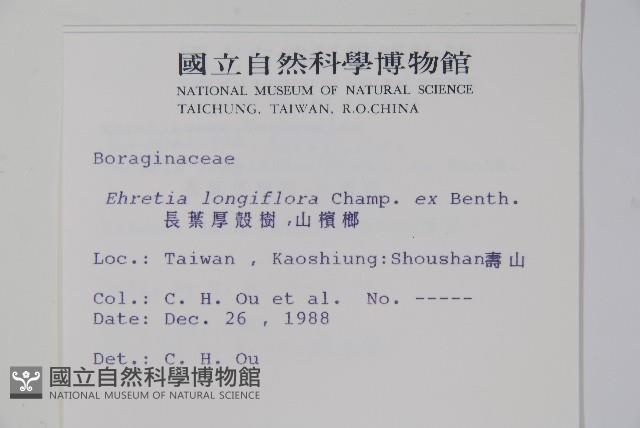 國立自然科學博物館
NATIONAL MUSEUM OF NATURAL SCIENCE
TAICHUNG, TAIWAN, R.O.CHINA
Boraginaceae
Ehretia longiflora Champ. ex Benth.
長葉厚殼樹,山檳榔
Loc.: Taiwan , Kaoshiung:Shoushan壽山
Col.: C. H. Ou et al. No. -----
Date: Dec. 26 , 1988
Det.: C. H. Ou
國立自然科學博物館
NATIONAL MUSEUM OF NATURAL SCIENCE